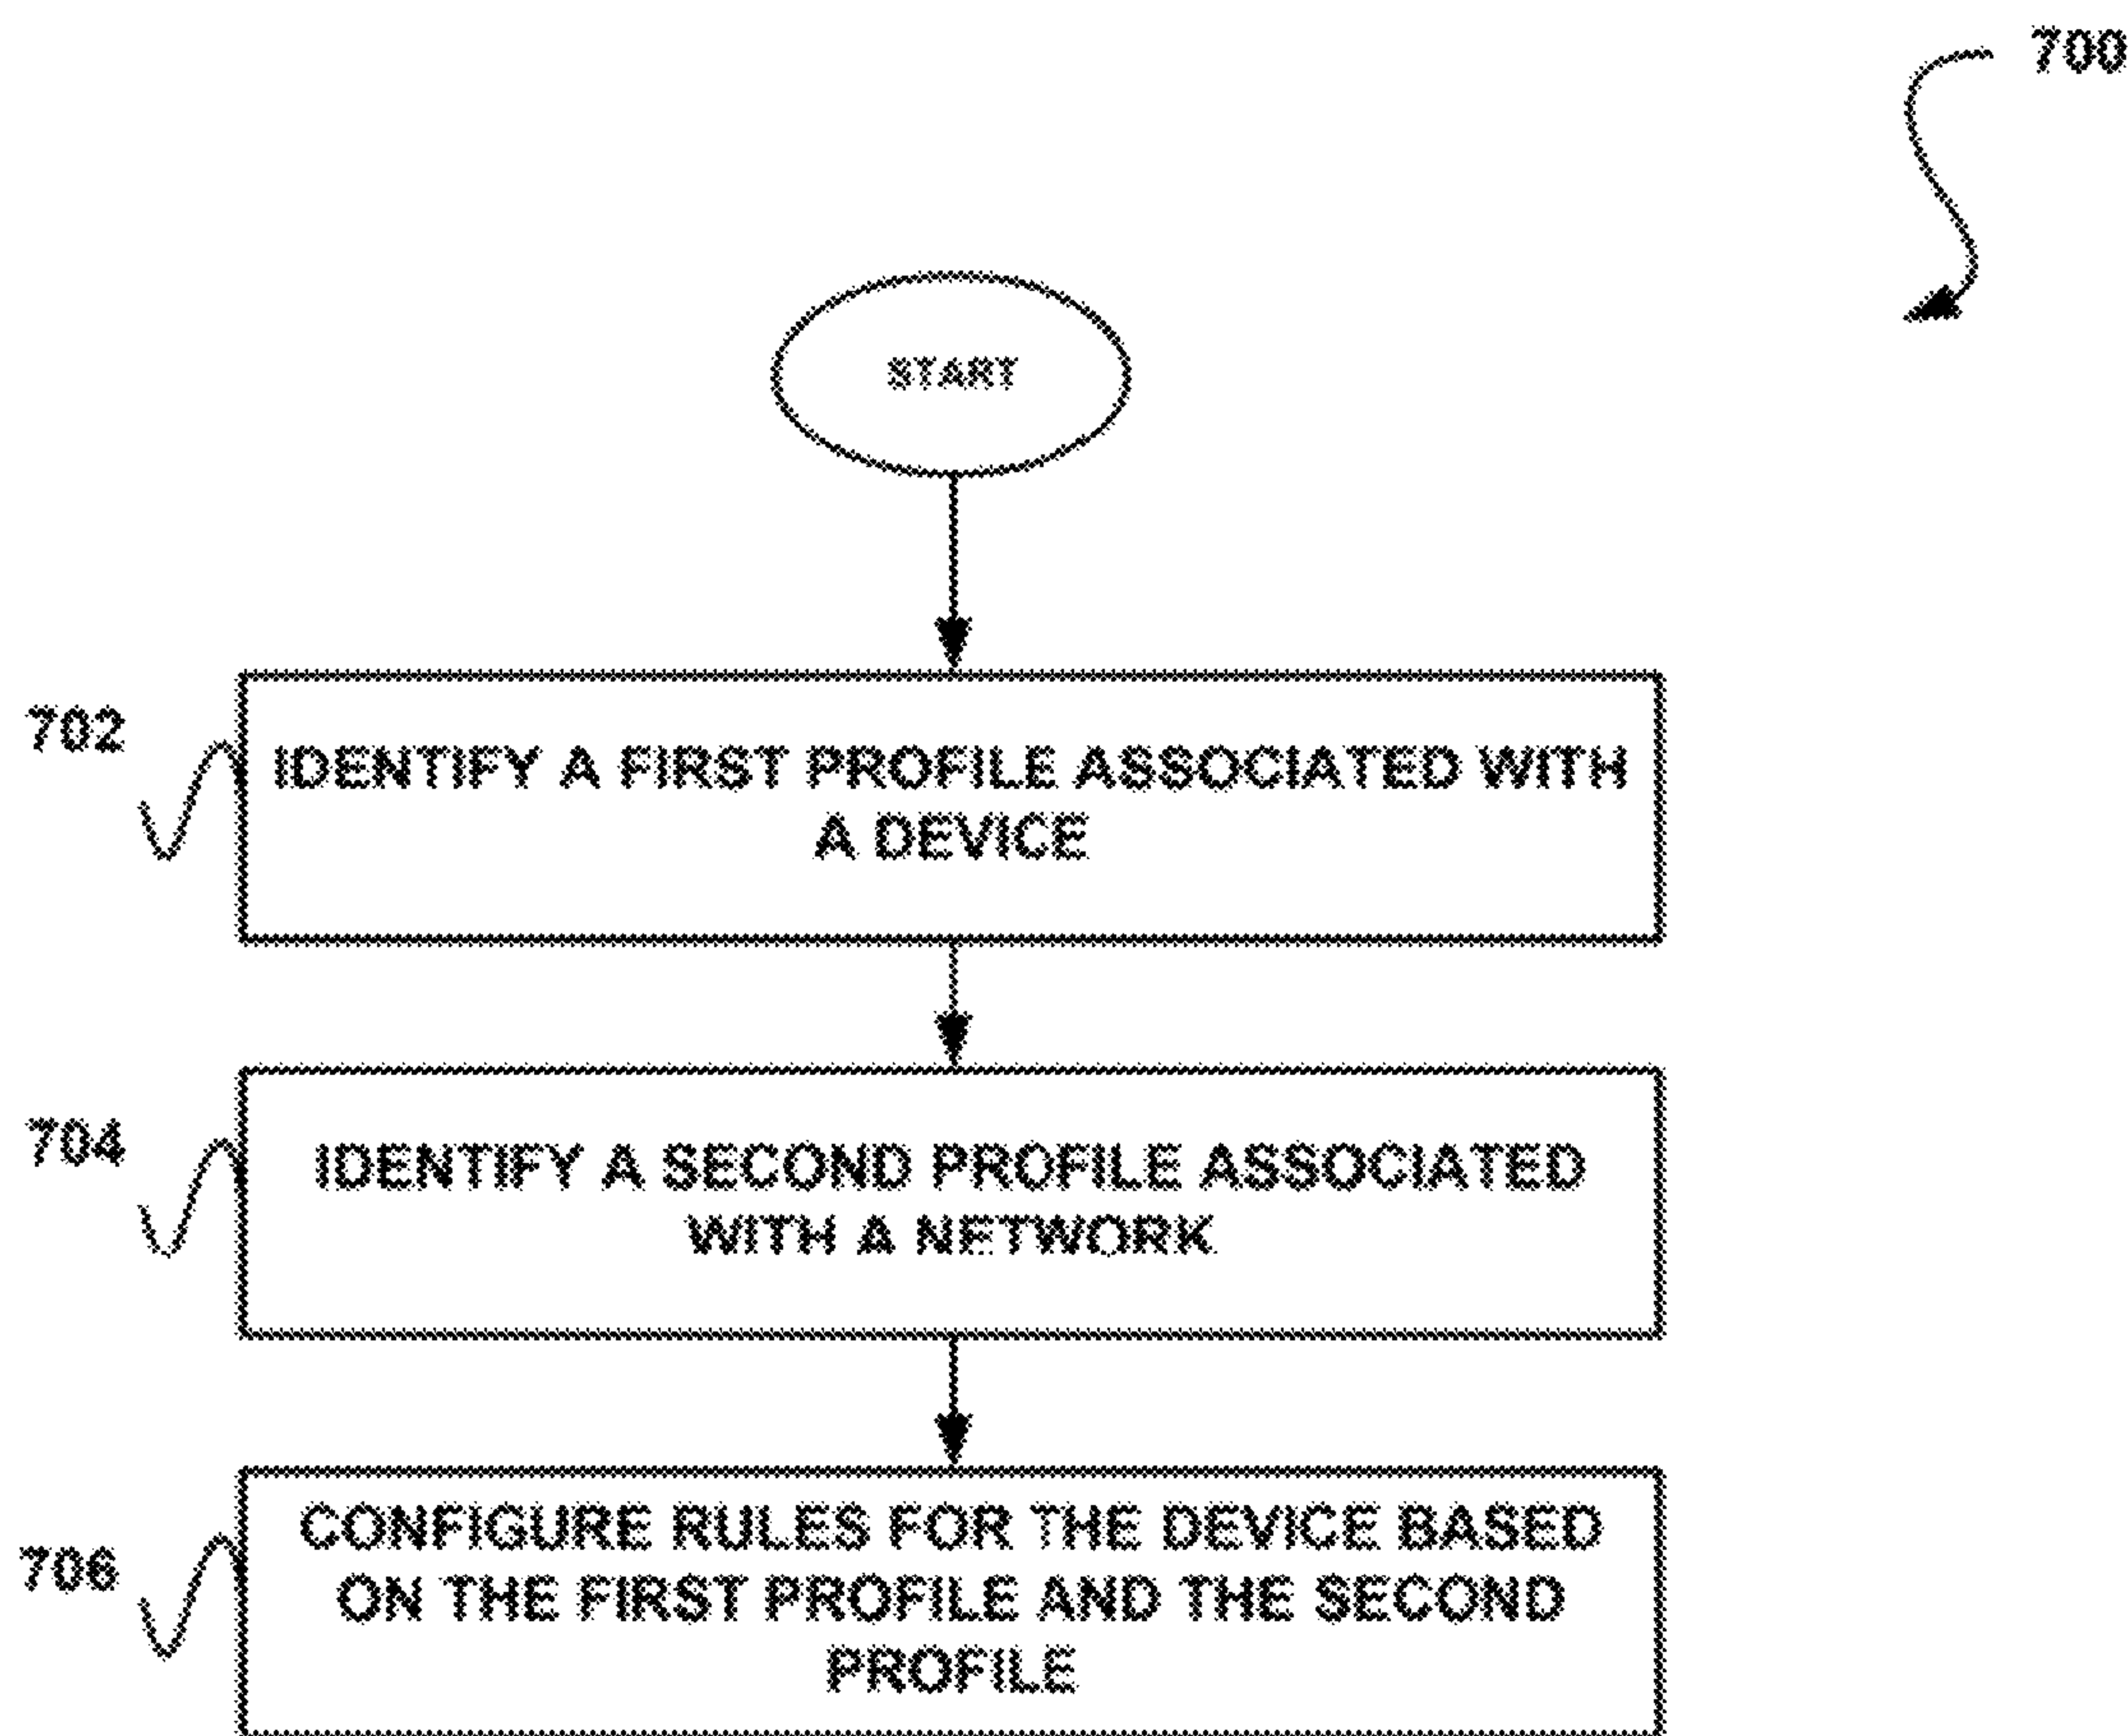 700
START
702
IDENTIFY A FIRST PROFILE ASSOCIATED WITH
A DEVICE
704
IDENTIFY A SECOND PROFILE ASSOCIATED
WITH A NETWORK
706
CONFIGURE RULES FOR THE DEVICE BASED
ON THE FIRST PROFILE AND THE SECOND
PROFILE